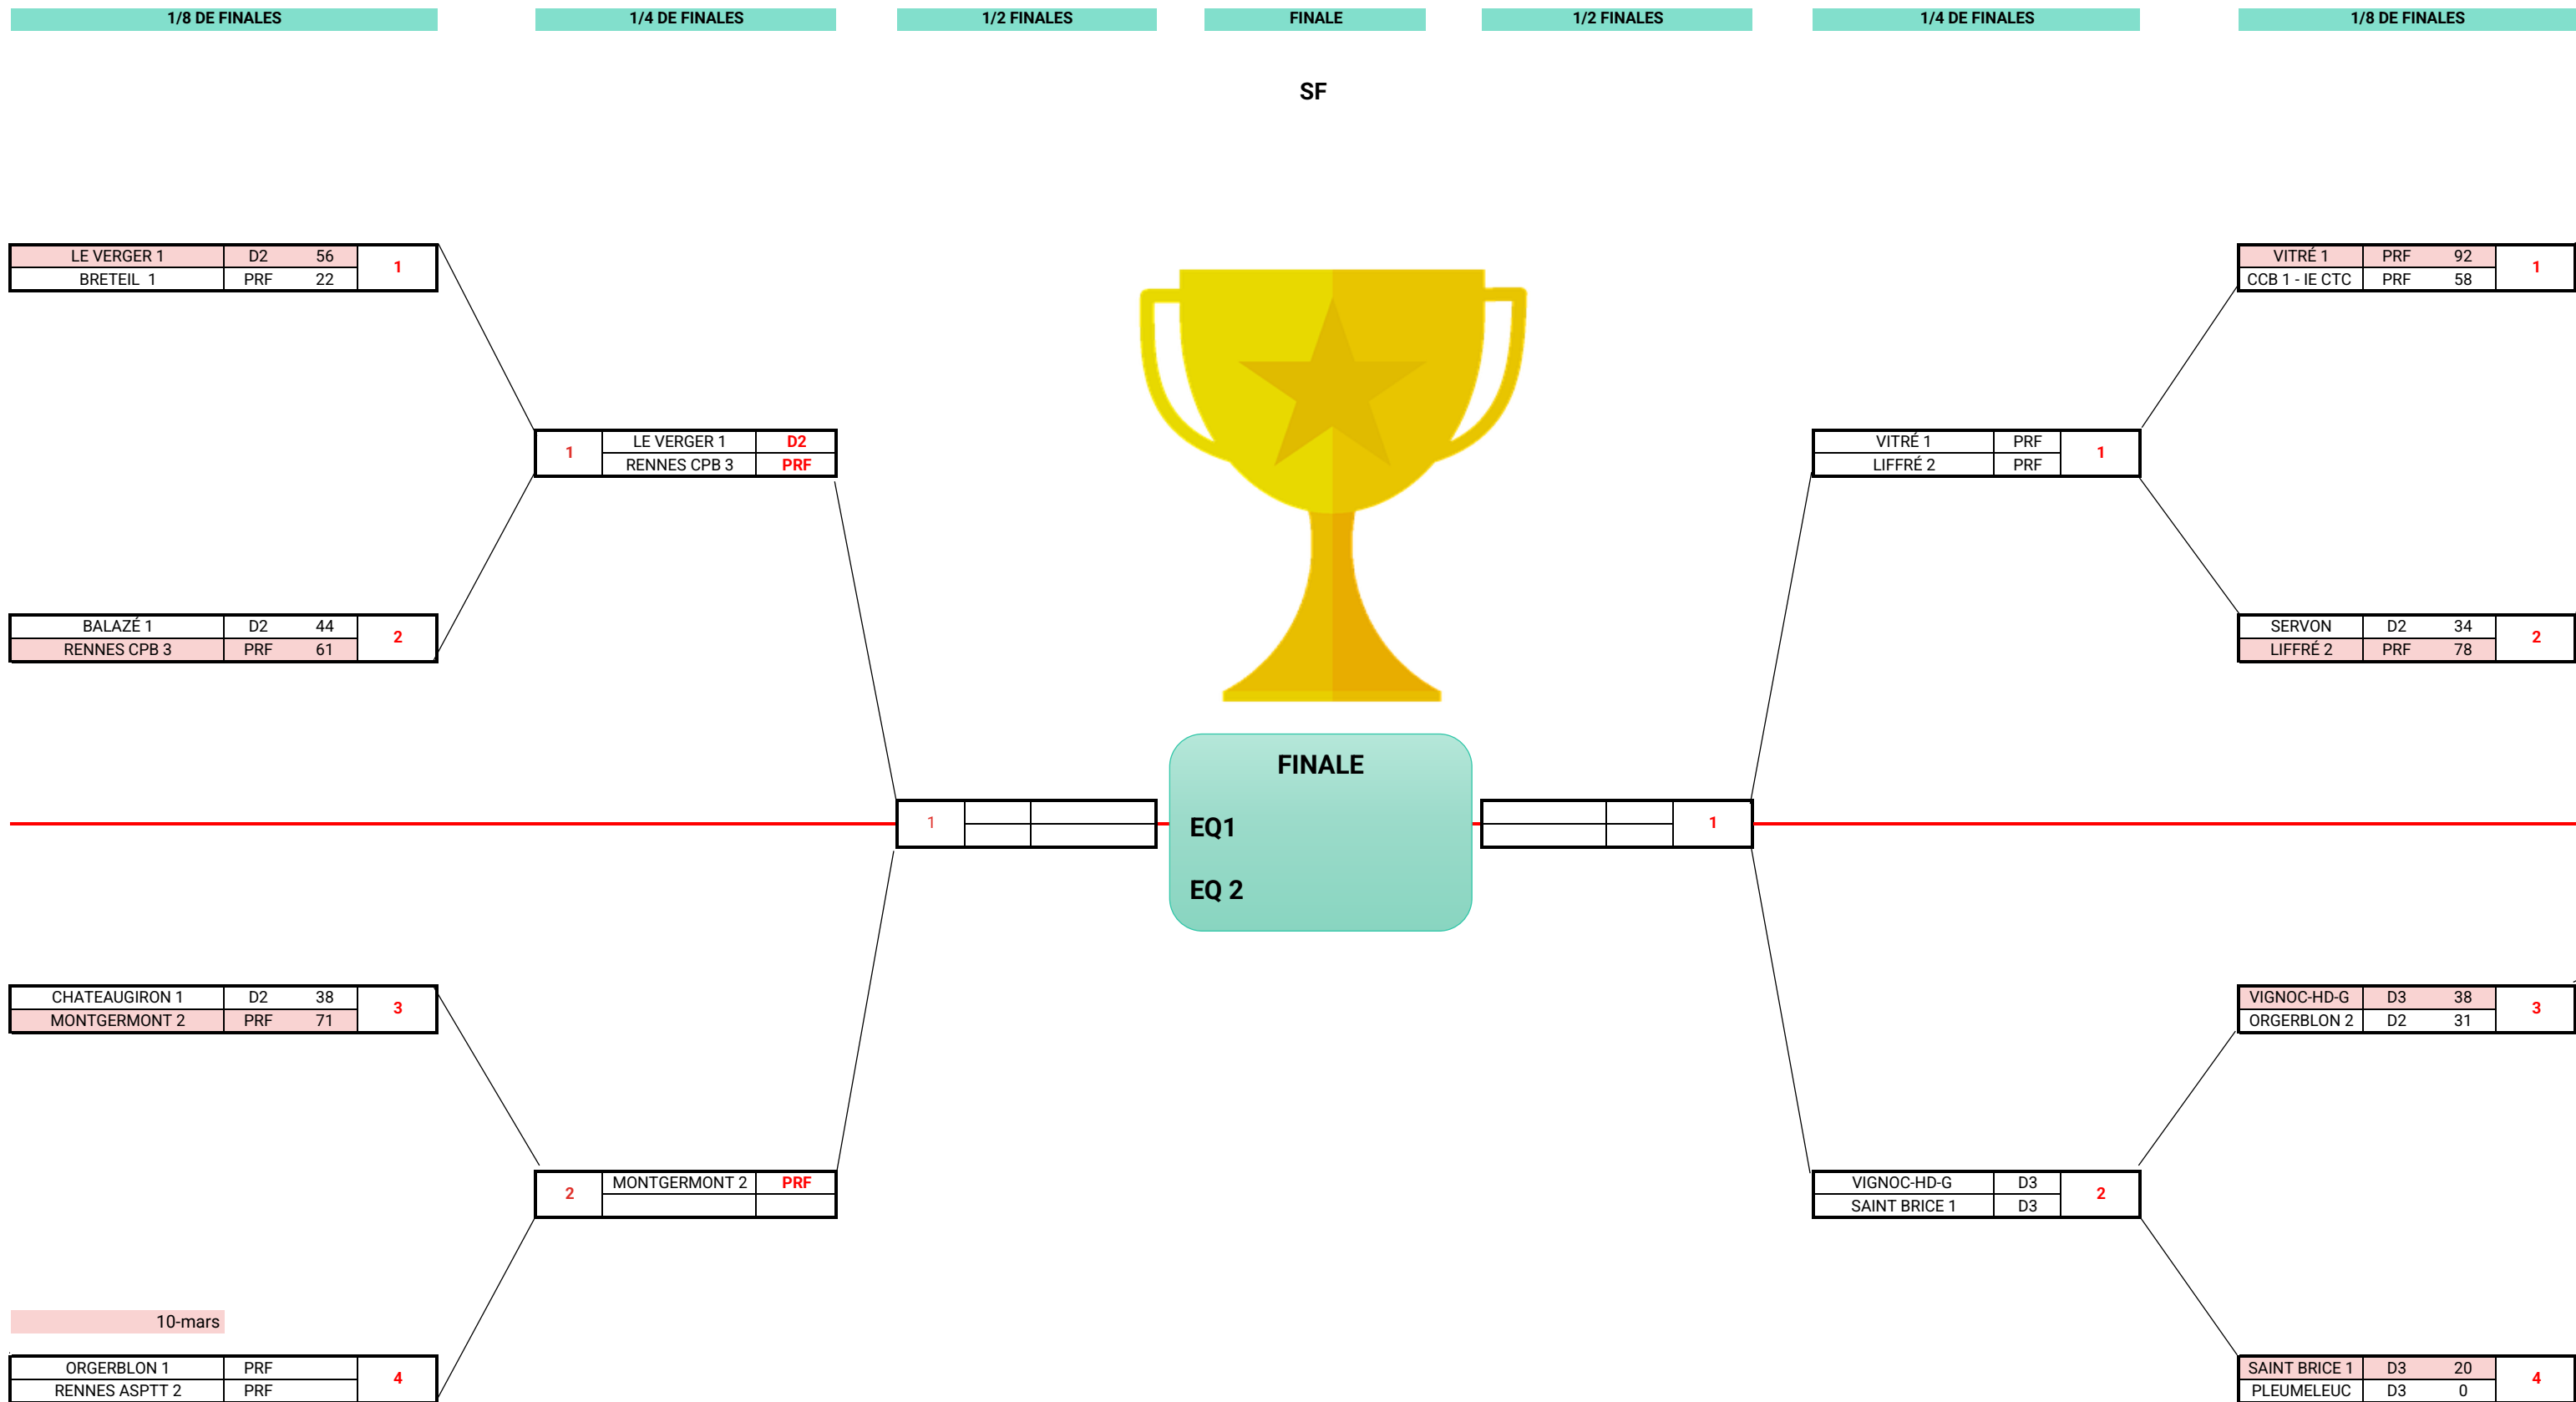 1/8 DE FINALES 1/4 DE FINALES 1/2 FINALES FINALE 1/2 FINALES 1/4 DE FINALES 1/8 DE FINALES
SF
LE VERGER 1 D2 56 1 VITRÉ 1 PRF 92 1
BRETEIL 1 PRF 22 CCB 1 - IE CTC PRF 58
1 LE VERGER 1 D2 VITRÉ 1 PRF 1
RENNES CPB 3 PRF LIFFRÉ 2 PRF
BALAZÉ 1 D2 44 2 SERVON D2 34 2
RENNES CPB 3 PRF 61 LIFFRÉ 2 PRF 78
FINALE
1 EQ1 1
EQ 2
CHATEAUGIRON 1 D2 38 3 VIGNOC-HD-G D3 38 3
MONTGERMONT 2 PRF 71 ORGERBLON 2 D2 31
2 MONTGERMONT 2 PRF VIGNOC-HD-G D3 2
SAINT BRICE 1 D3
10-mars
ORGERBLON 1 PRF 4 SAINT BRICE 1 D3 20 4
RENNES ASPTT 2 PRF PLEUMELEUC D3 0